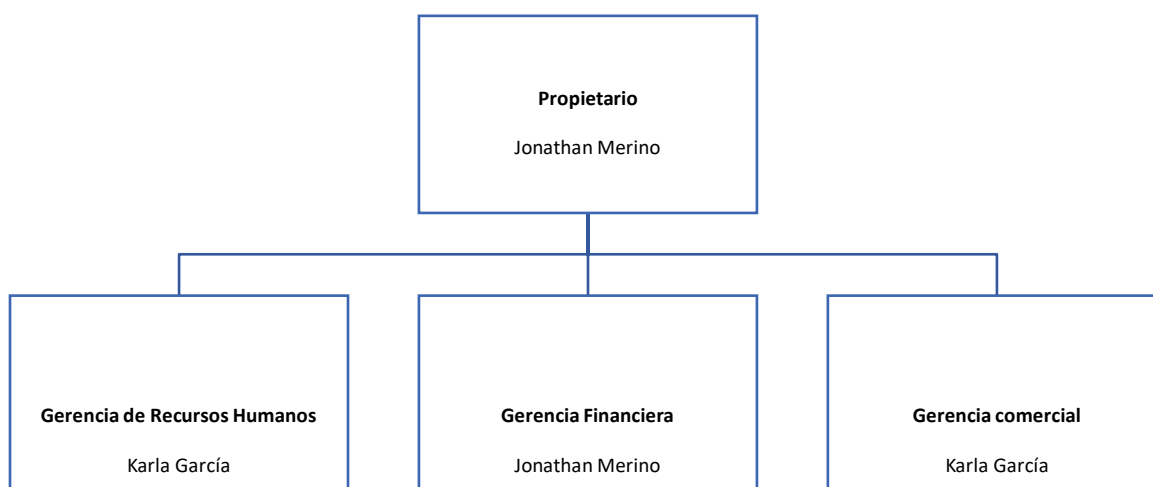 Propietario
Jonathan Merino
Gerencia de Recursos Humanos
Karla García
Gerencia Financiera
Jonathan Merino
Gerencia comercial
Karla García